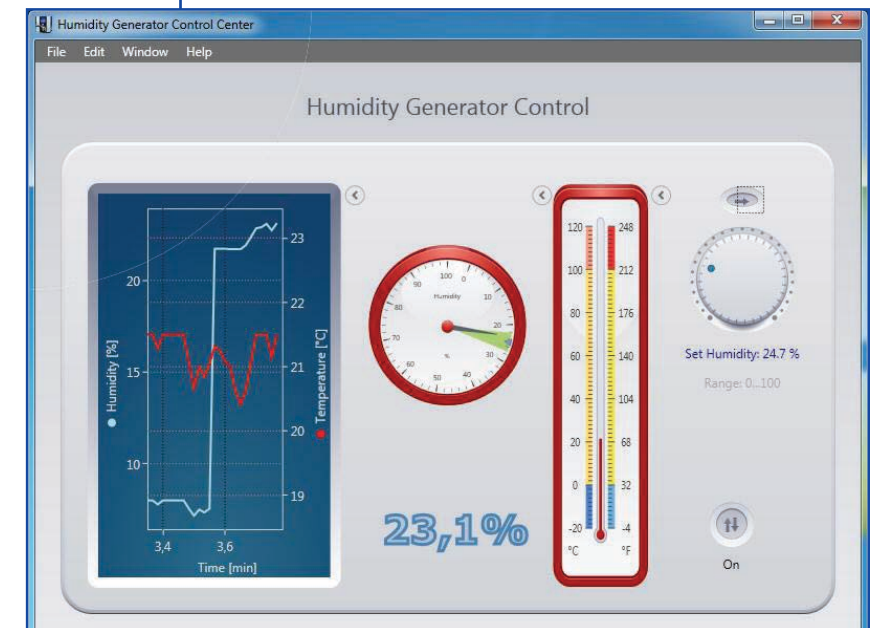 Humidity Generator Control Center
File Edit Window Help
Humidity Generator Control
20
15
10
Humidity [%]
23
22
21
20
19
Temperature [°C]
3,4 3,6
Time [min]
100 0
90 10
Humidity
80 20
70 30
%
60 50 40
23,1%
120 248
100 212
80 176
60 140
40 104
20 68
0 32
-20 -4
°C °F
Set Humidity: 24.7 %
Range: 0...100
On